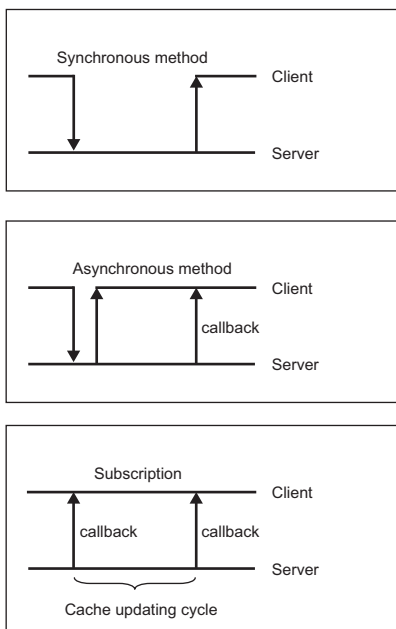 Synchronous method
Client
Server
Asynchronous method
Client
callback
Server
Subscription
Client
callback
callback
Server
Cache updating cycle